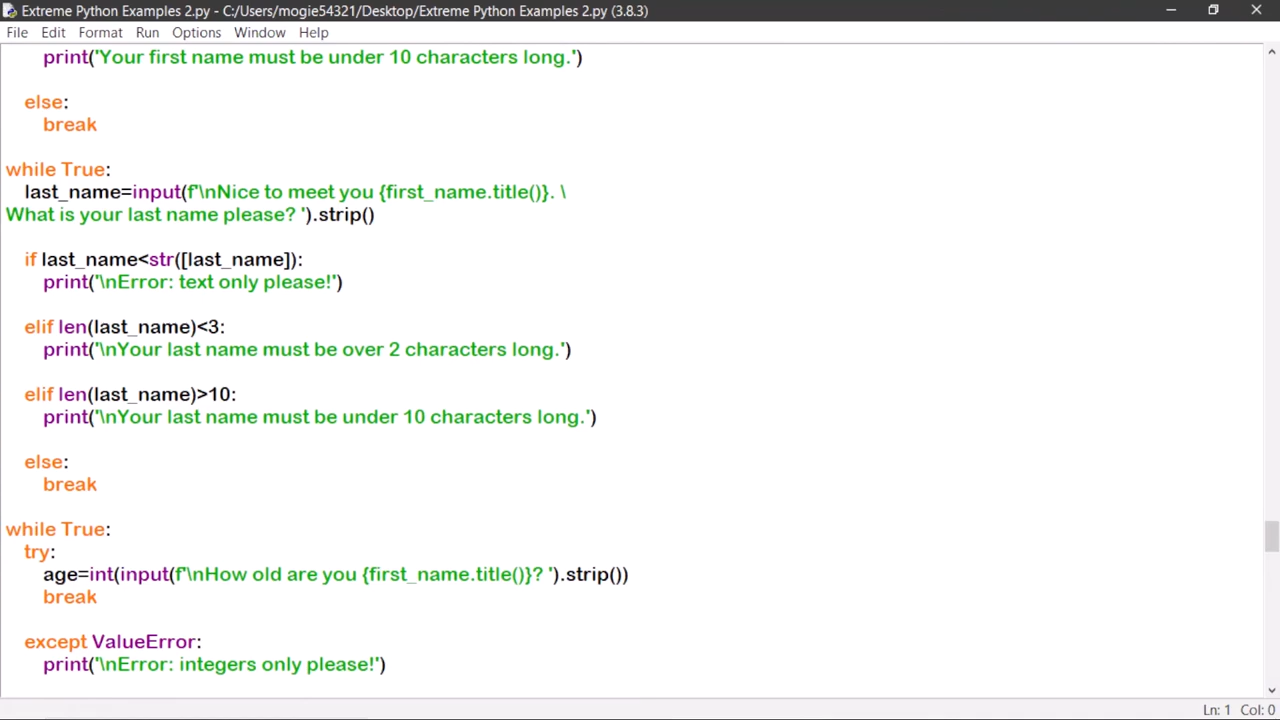 Extreme Python Examples 2.py - C:/Users/mogie54321/Desktop/Extreme Python Examples 2.py (3.8.3)
File Edit Format Run Options Window Help
print('Your first name must be under 10 characters long.')
else:
break
while True:
last_name=input(f'\nNice to meet you {first_name.title()}. \
What is your last name please? ').strip()
if last_name<str([last_name]):
print('\nError: text only please!')
elif len(last_name)<3:
print('\nYour last name must be over 2 characters long.')
elif len(last_name)>10:
print('\nYour last name must be under 10 characters long.')
else:
break
while True:
try:
age=int(input(f'\nHow old are you {first_name.title()}? ').strip())
break
except ValueError:
print('\nError: integers only please!')
Ln: 1 Col: 0